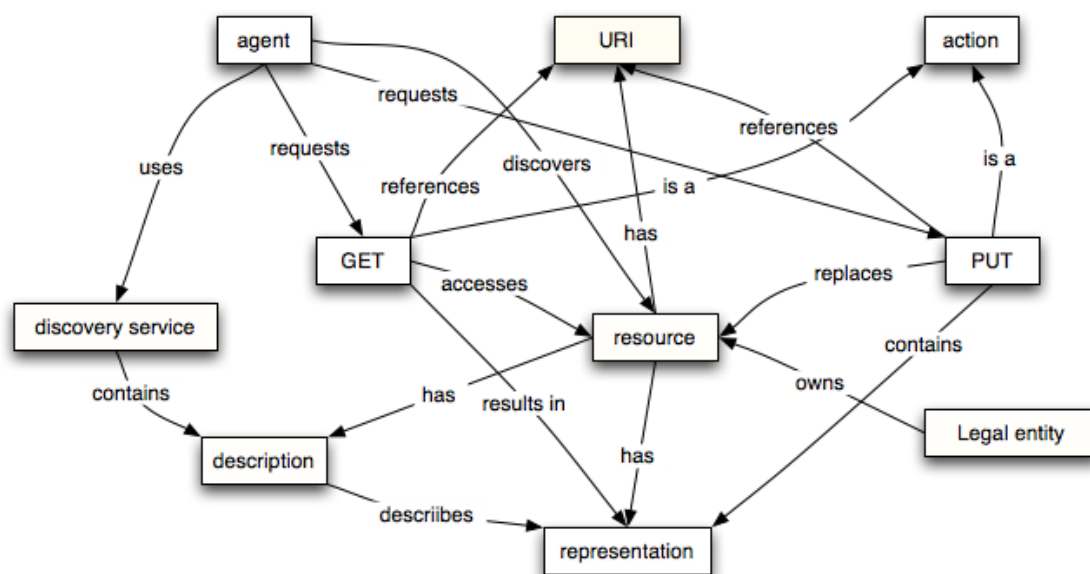 agent
URI
action
requests
references
uses
requests
discovers
is a
references
is a
has
GET
accesses
replaces
PUT
discovery service
resource
contains
contains
has
results in
owns
Legal entity
description
has
descriibes
representation